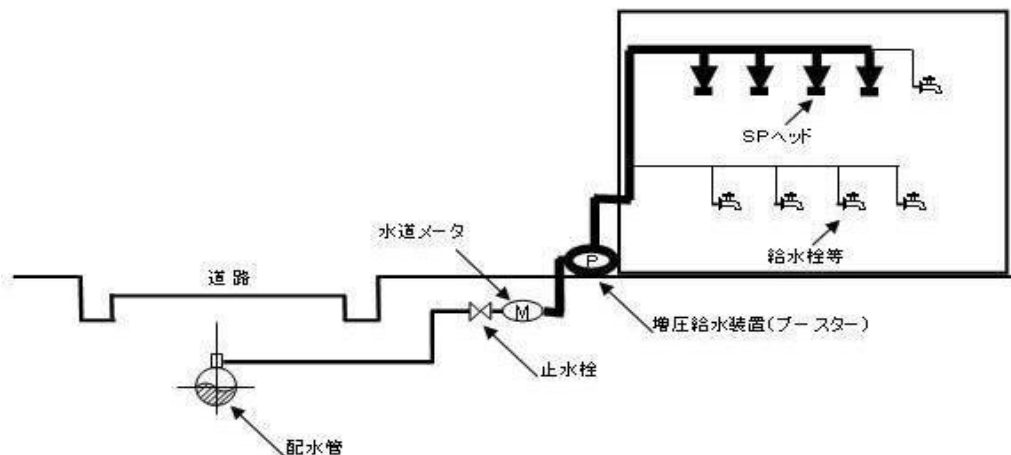 SPヘッド
水道メータ
給水栓等
道路
P
M
増圧給水装置(ブースター)
止水栓
配水管